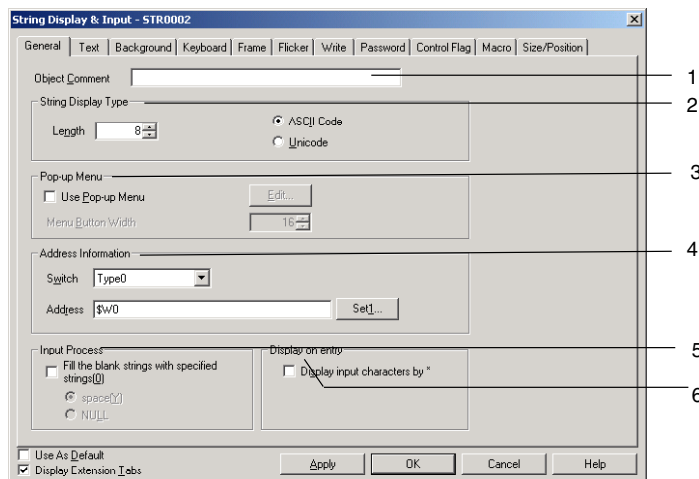 String Display & Input - STR0002
General Text Background Keyboard Frame Flicker Write Password Control Flag Macro Size/Position
Object Comment
1
String Display Type
2
Length 8
ASCII Code
Unicode
Pop-up Menu
3
Use Pop-up Menu
Edit...
Menu Button Width 16
Address Information
4
Switch Type0
Address $W0 Set1...
Input Process
Display on entry
5
Fill the blank strings with specified
strings(0)
Display input characters by *
6
space(Y)
NULL
Use As Default
Display Extension Tabs
Apply OK Cancel Help